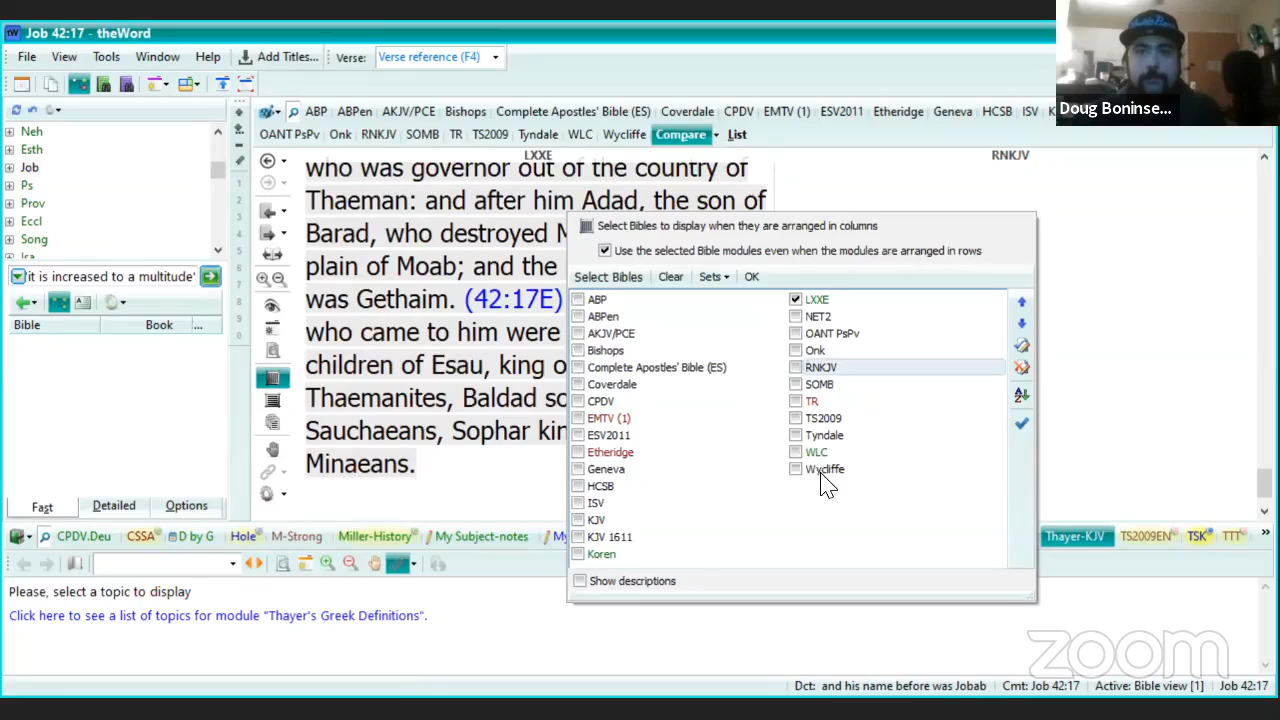 Job 42:17 - theWord
File View Tools Window Help Add Titles... Verse: Verse reference (F4)
Doug Boninse...
ABP ABPen AKJV/PCE Bishops Complete Apostles' Bible (ES) Coverdale CPDV EMTV (1) ESV2011 Etheridge Geneva HCSB ISV K
OANT PsPv Onk RNKJV SOMB TR TS2009 Tyndale WLC Wycliffe Compare List
Neh
Esth
Job
Ps
Prov
Eccl
Song
it is increased to a multitude"
Bible Book ...
Fast Detailed Options
LXXE RNKJV
who was governor out of the country of
Thaeman: and after him Adad, the son of
Barad, who destroyed M
plain of Moab; and the
was Gethaim. (42:17E)
who came to him were
children of Esau, king o
Thaemanites, Baldad so
Sauchaeans, Sophar kin
Minaeans.
Select Bibles to display when they are arranged in columns
Use the selected Bible modules even when the modules are arranged in rows
Select Bibles Clear Sets OK
ABP
ABPen
AKJV/PCE
Bishops
Complete Apostles' Bible (ES)
Coverdale
CPDV
EMTV (1)
ESV2011
Etheridge
Geneva
HCSB
ISV
KJV
KJV 1611
Koren
LXXE
NET2
OANT PsPv
Onk
RNKJV
SOMB
TR
TS2009
Tyndale
WLC
Wycliffe
Show descriptions
CPDV.Deu CSSA D by G Hole M-Strong Miller-History My Subject-notes My Thayer-KJV TS2009EN TSK TTT
Please, select a topic to display
Click here to see a list of topics for module "Thayer's Greek Definitions".
zoom
Dct: and his name before was Jobab Cmt: Job 42:17 Active: Bible view [1] Job 42:17